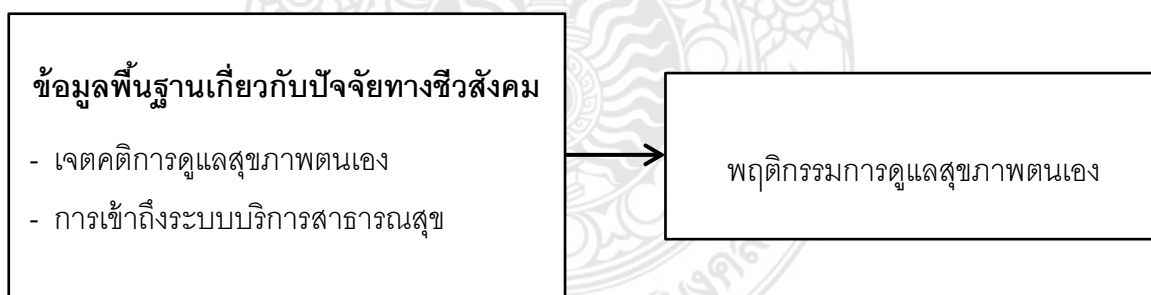 ข้อมูลพื้นฐานเกี่ยวกับปัจจัยทางชีวสังคม
- เจตคติการดูแลสุขภาพตนเอง
- การเข้าถึงระบบบริการสาธารณสุข
พฤติกรรมการดูแลสุขภาพตนเอง